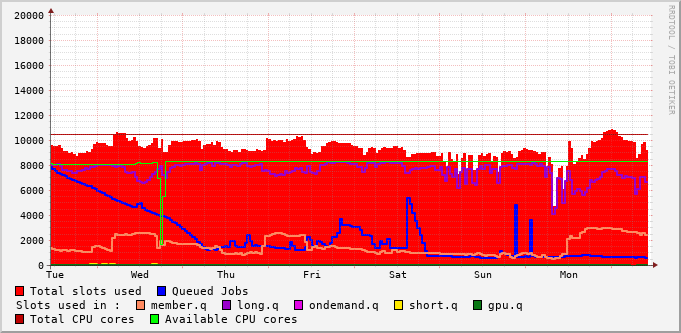 RRDTOOL / TOBI OETIKER
20000
18000
16000
14000
12000
10000
8000
6000
4000
2000
0
Tue Wed Thu Fri Sat Sun Mon
Total slots used Queued Jobs
Slots used in : member.q long.q ondemand.q short.q gpu.q
Total CPU cores Available CPU cores